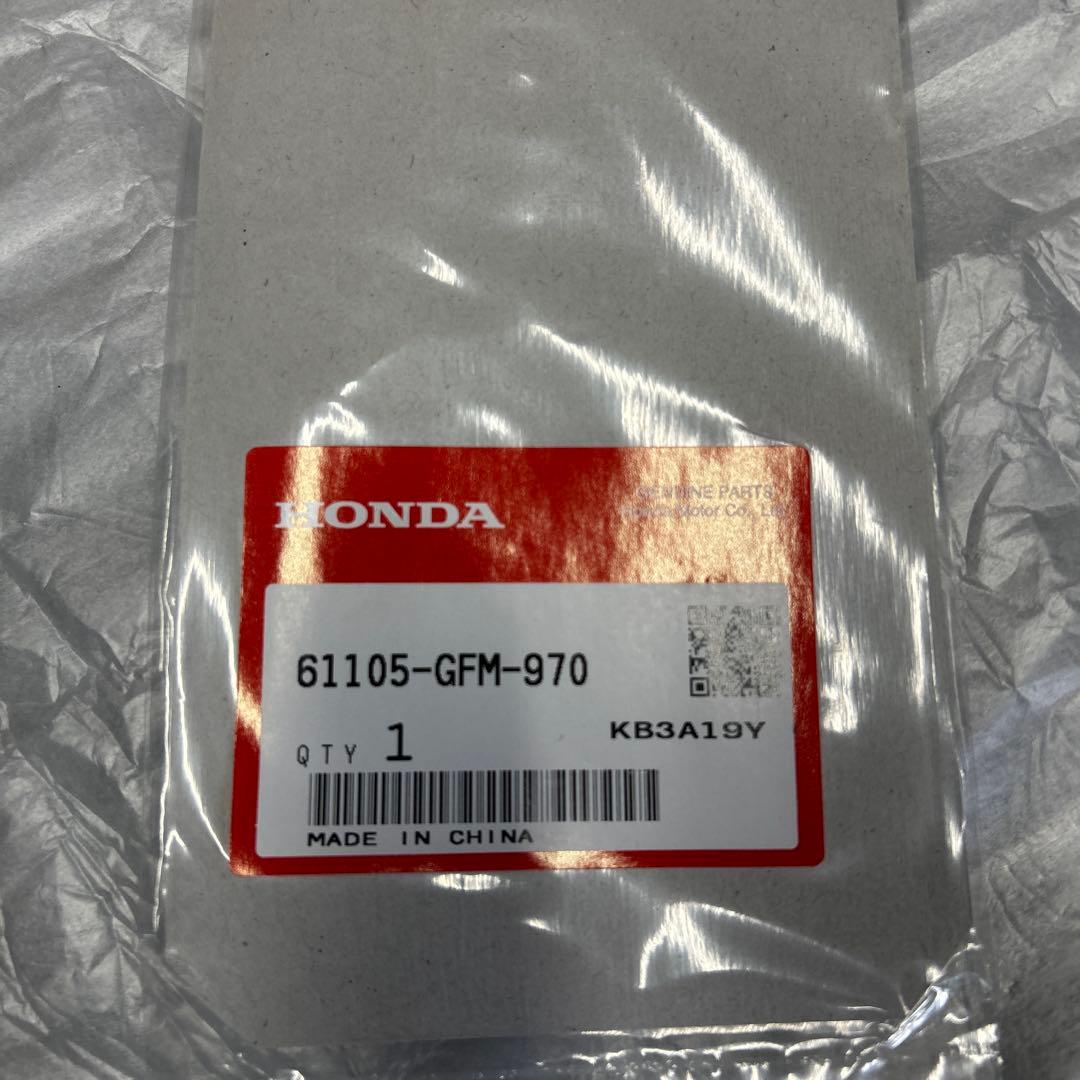 HONDA
GENUINE PARTS
Honda Motor Co., Ltd.
61105-GFM-970
KB3A19Y
QTY 1
MADE IN CHINA